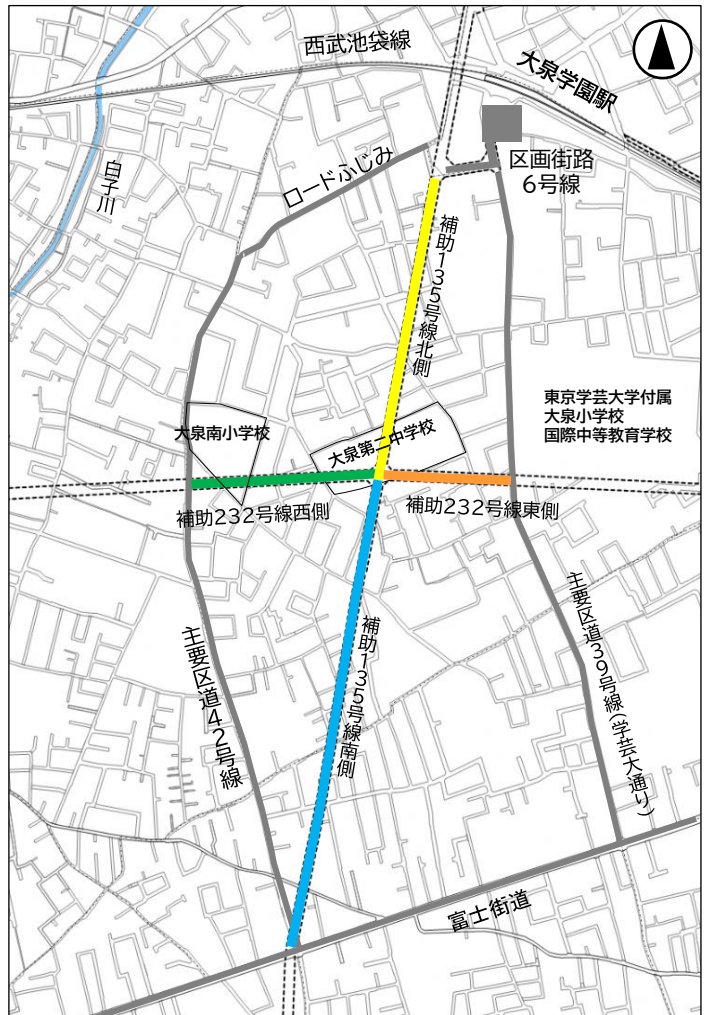 西武池袋線
大泉学園駅
区画街路
6号線
白子川
ロードふじみ
補助135号線北側
東京学芸大学付属
大泉小学校
国際中等教育学校
大泉南小学校
大泉第二中学校
補助232号線西側
補助232号線東側
主要区道39号線(学芸大通り)
補助135号線南側
主要区道42号線
富士街道